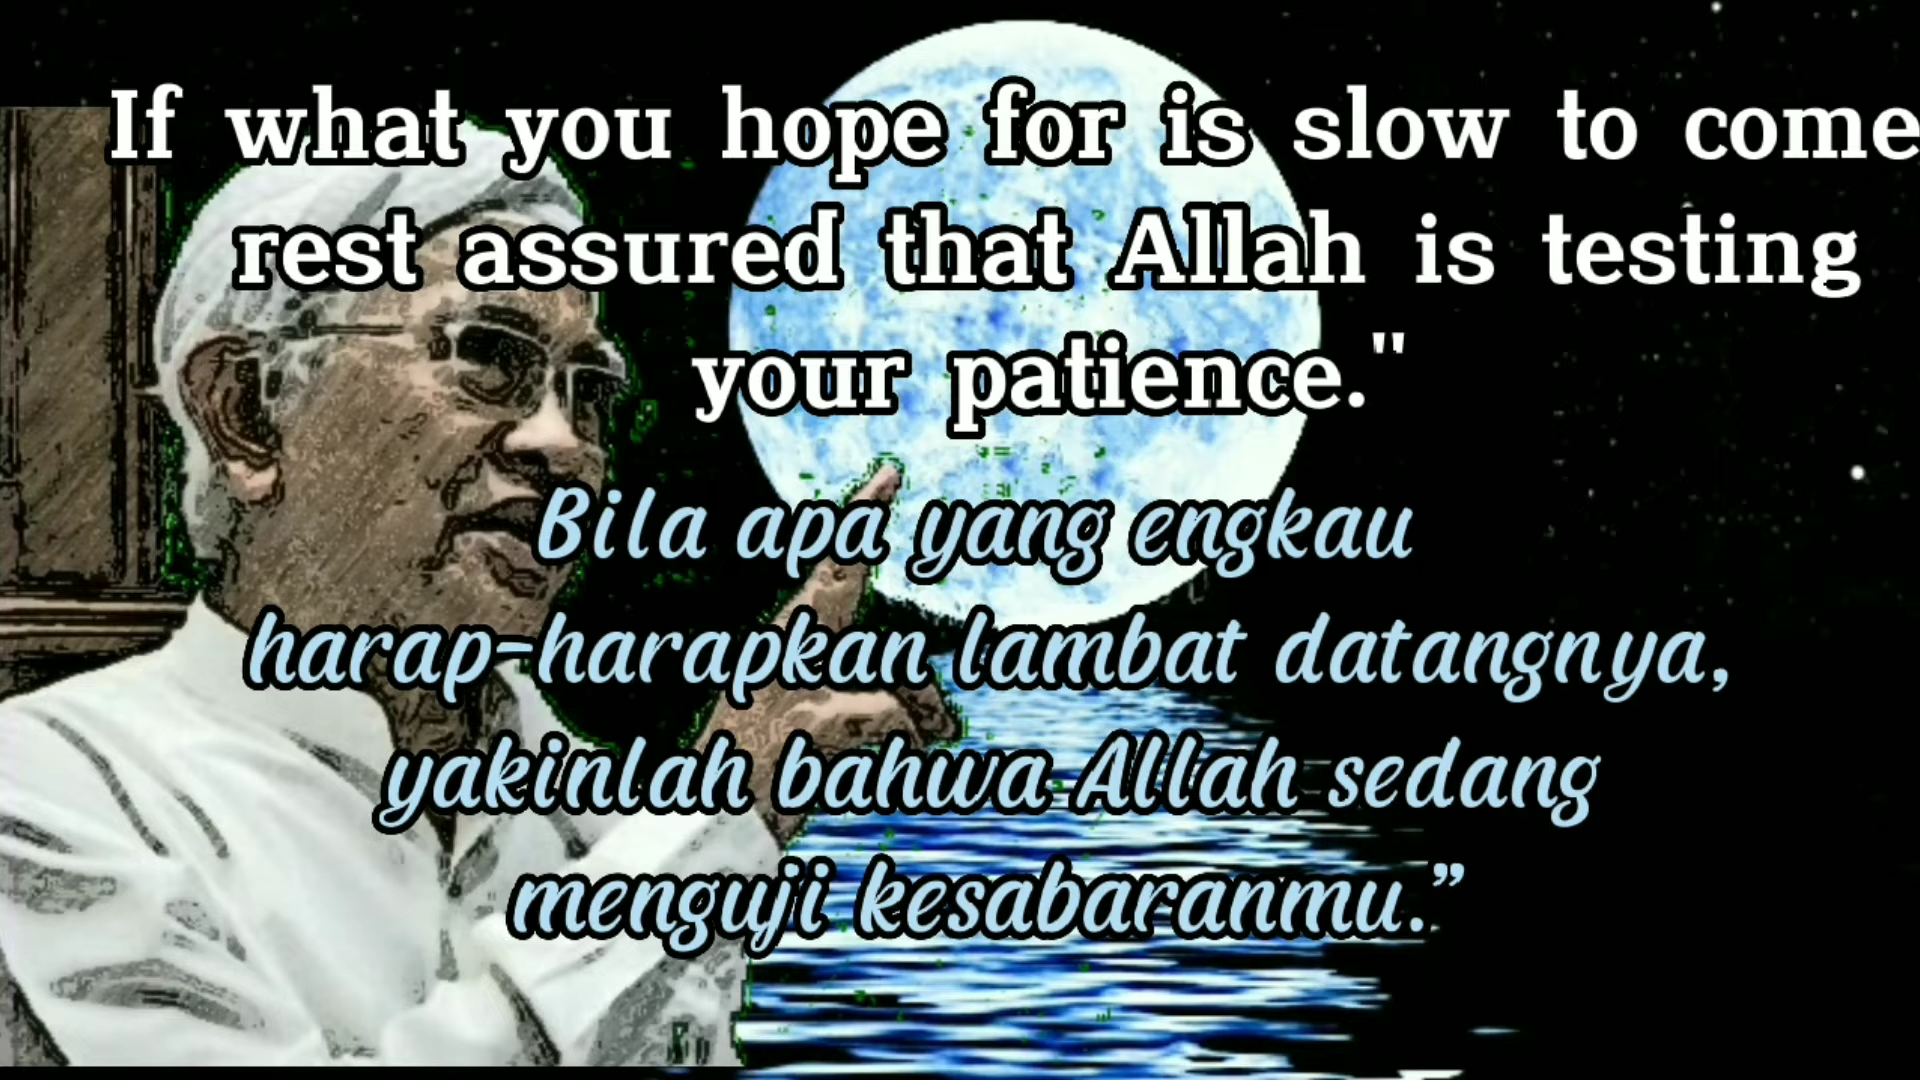 If what you hope for is slow to come
rest assured that Allah is testing
your patience."
Bila apa yang engkau
harap-harapkan lambat datangnya,
yakinlah bahwa Allah sedang
menguji kesabaranmu.”